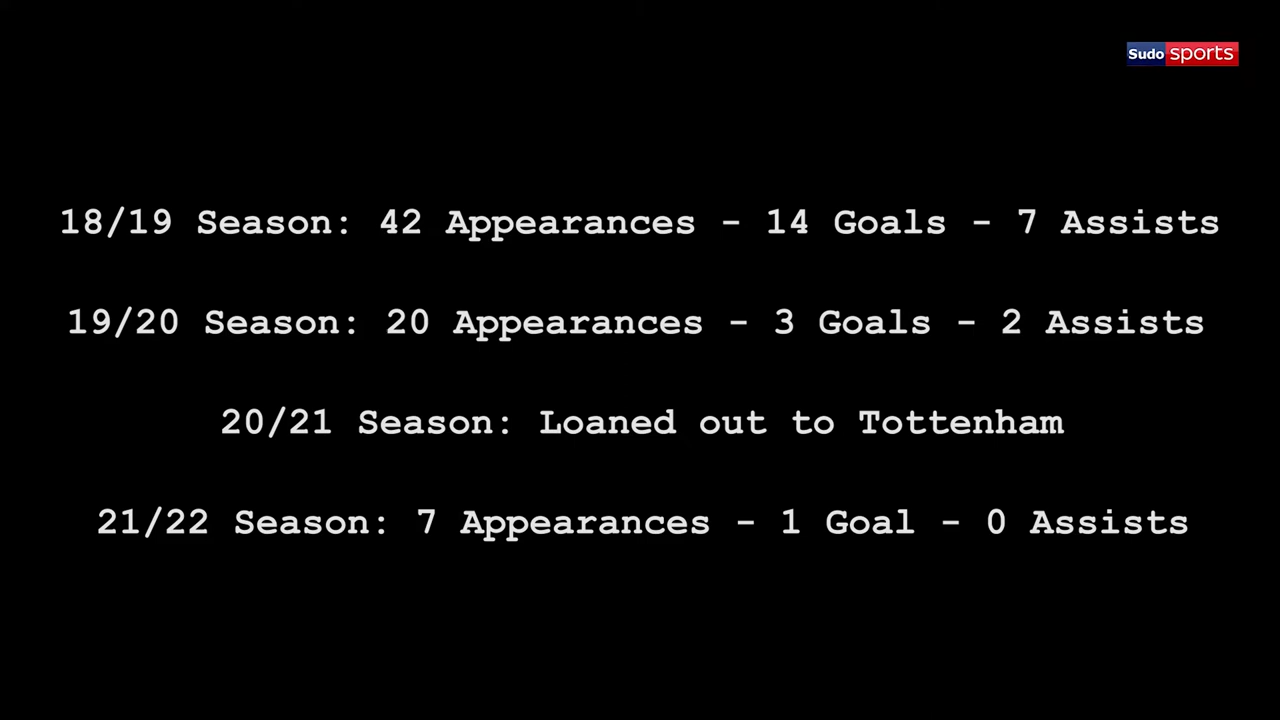 Sudo sports
18/19 Season: 42 Appearances - 14 Goals - 7 Assists
19/20 Season: 20 Appearances - 3 Goals - 2 Assists
20/21 Season: Loaned out to Tottenham
21/22 Season: 7 Appearances - 1 Goal - 0 Assists